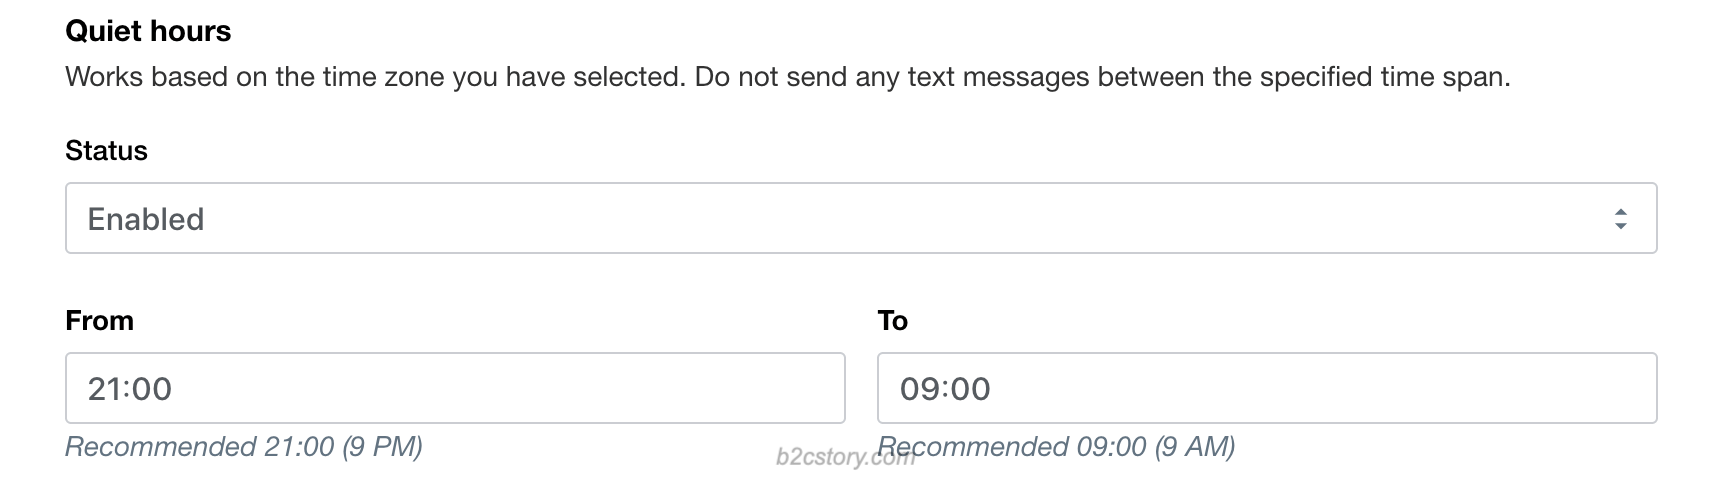 Quiet hours
Works based on the time zone you have selected. Do not send any text messages between the specified time span.
Status
Enabled
From
To
21:00
09:00
Recommended 21:00 (9 PM)
Recommended 09:00 (9 AM)
b2cstory.com